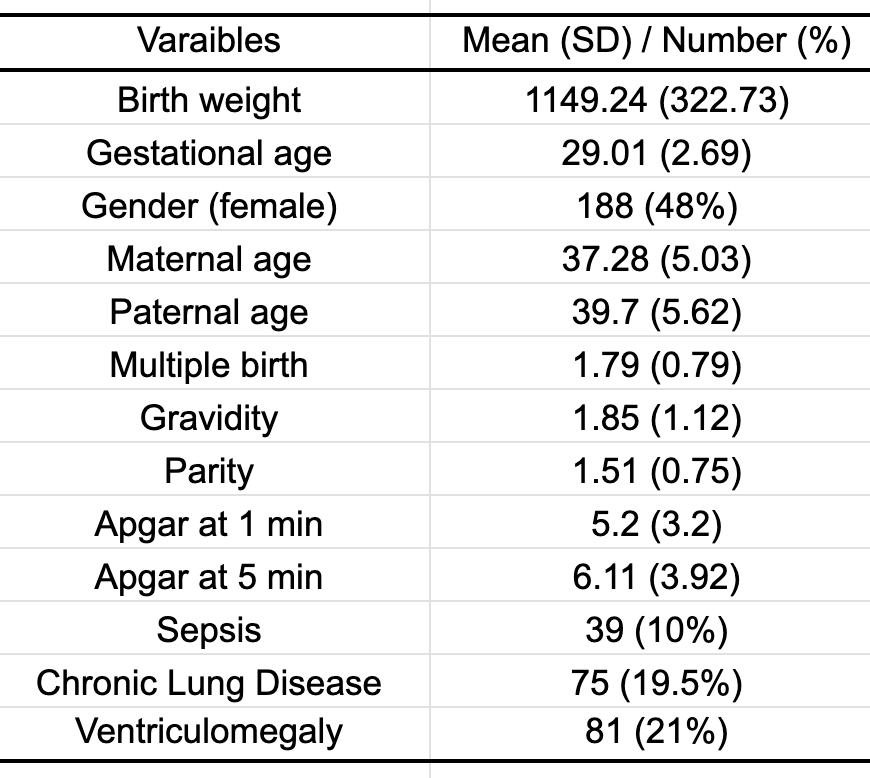 Varaibles Mean (SD) / Number (%)
Birth weight 1149.24 (322.73)
Gestational age 29.01 (2.69)
Gender (female) 188 (48%)
Maternal age 37.28 (5.03)
Paternal age 39.7 (5.62)
Multiple birth 1.79 (0.79)
Gravidity 1.85 (1.12)
Parity 1.51 (0.75)
Apgar at 1 min 5.2 (3.2)
Apgar at 5 min 6.11 (3.92)
Sepsis 39 (10%)
Chronic Lung Disease 75 (19.5%)
Ventriculomegaly 81 (21%)